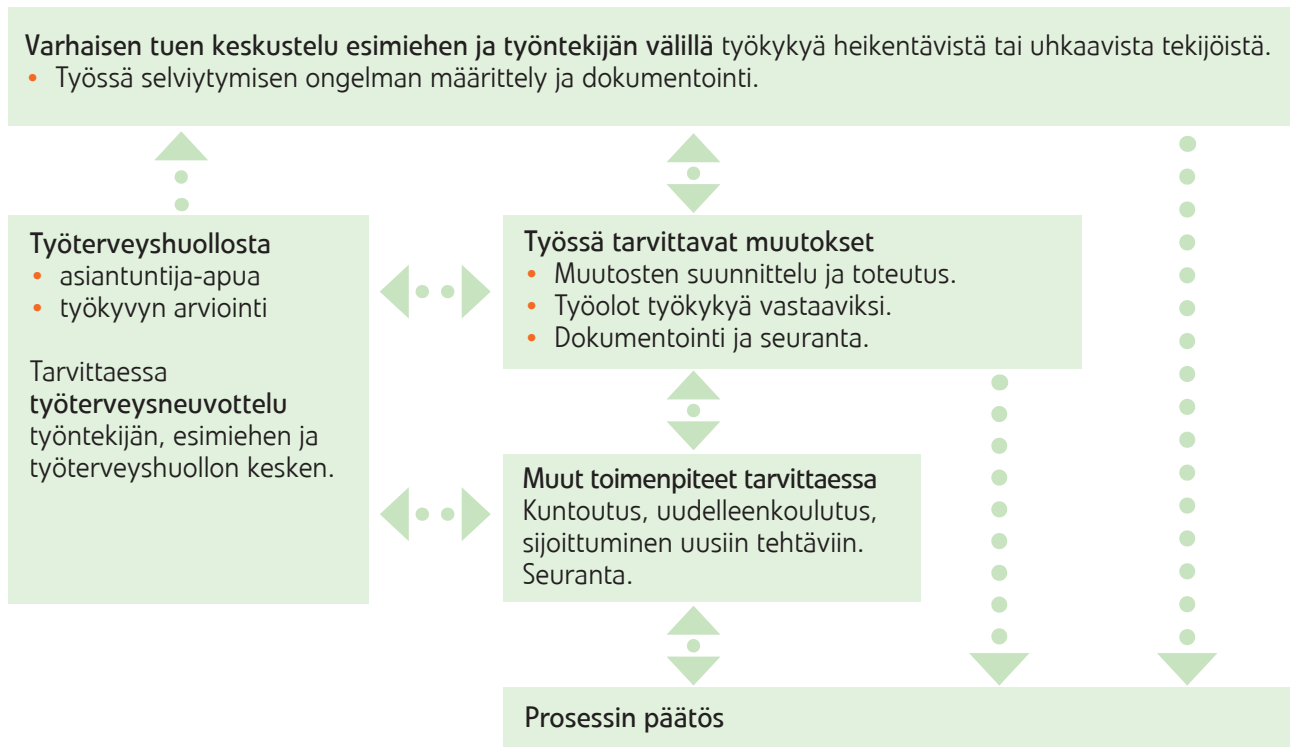 Varhaisen tuen keskustelu esimiehen ja työntekijän välillä työkykyä heikentävistä tai uhkaavista tekijöistä.
• Työssä selviytymisen ongelman määrittely ja dokumentointi.
Työterveyshuollosta
• asiantuntija-apua
• työkyvyn arviointi
Tarvittaessa
työterveysneuvottelu
työntekijän, esimiehen ja
työterveyshuollon kesken.
Työssä tarvittavat muutokset
• Muutosten suunnittelu ja toteutus.
• Työolot työkykyä vastaaviksi.
• Dokumentointi ja seuranta.
Muut toimenpiteet tarvittaessa
Kuntoutus, uudelleenkoulutus,
sijoittuminen uusiin tehtäviin.
Seuranta.
Prosessin päätös